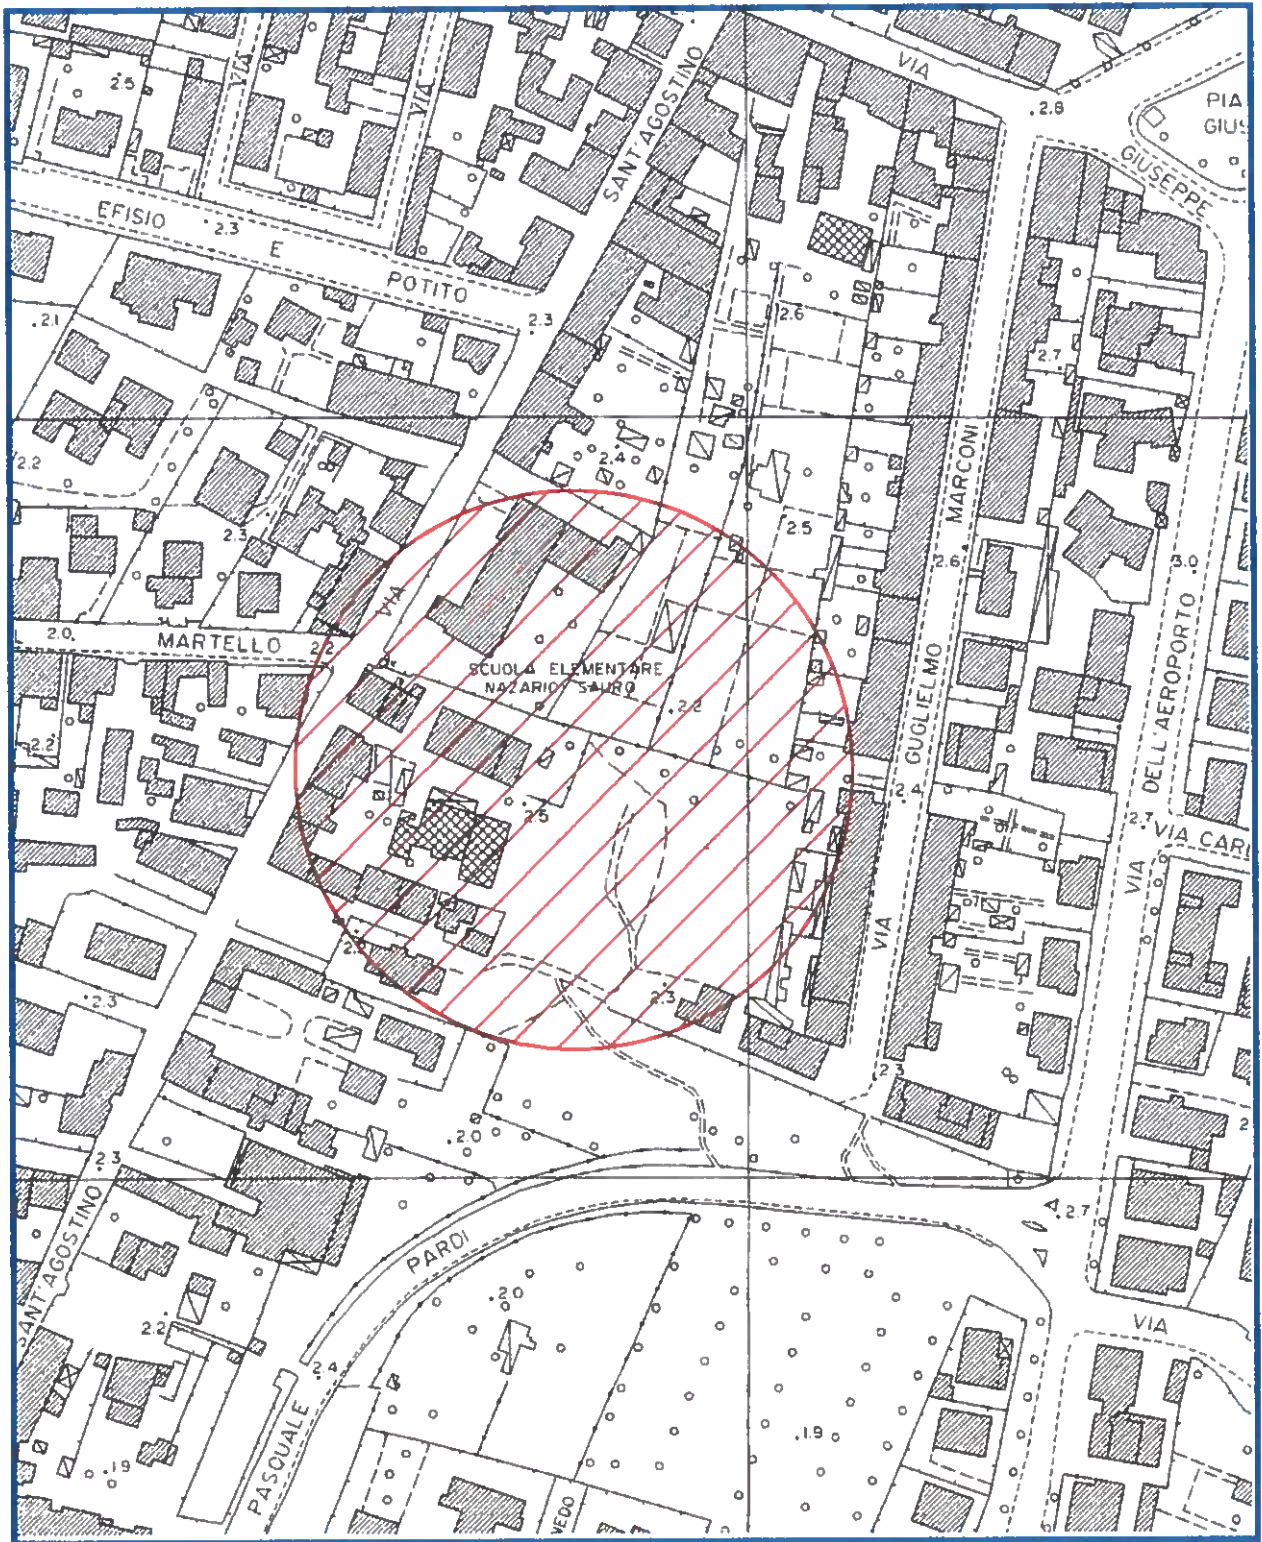 VIA
PIA
GIUS
2.5
VIA
VIA
2.8
SANT'AGOSTINO
GIUSEPPE
EFISIO
2.3
E
POTITO
2.1
2.3
2.6
2.7
MARCONI
2.4
2.2
2.3
2.5
2.6
3.0
VIA
2.0
MARTELLO
2.2
SCUOLA ELEMENTARE
NAZARIO SAURO
2.2
GUGLIELMO
DELL'AEROPORTO
2.2
2.5
2.4
2.7
VIA CARL
VIA
VIA
2.3
2.3
2.3
2.0
2.3
SANT'AGOSTINO
2.7
PARDI
2.0
2.2
VIA
2.4
PASQUALE
1.9
1.9
VEDO